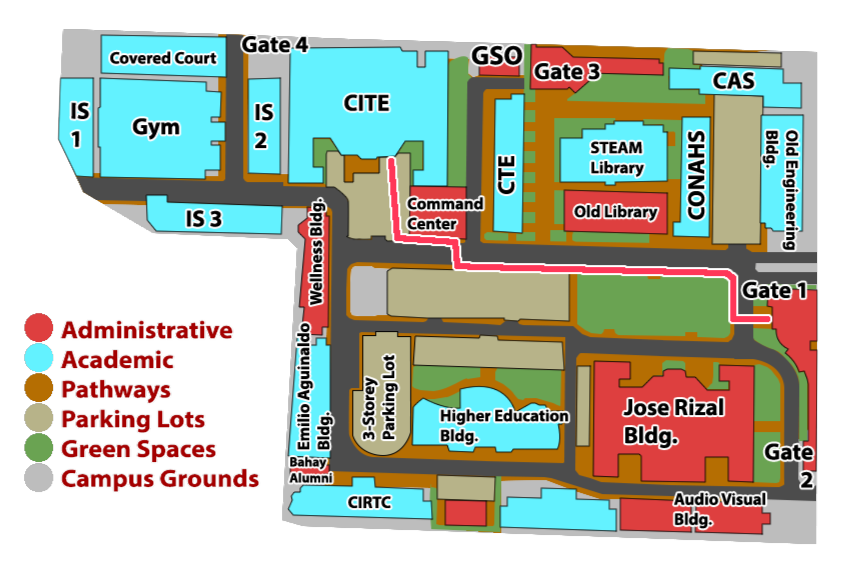 Covered Court
Gate 4
GSO
Gate 3
CAS
IS
1
Gym
IS
2
CITE
CTE
STEAM
Library
CONAHS
Old Engineering
Bldg.
IS 3
Wellness Bldg.
Command
Center
Old Library
Gate 1
Administrative
Academic
Pathways
Parking Lots
Green Spaces
Campus Grounds
Emilio Aguinaldo
Bldg.
3-Storey
Parking Lot
Higher Education
Bldg.
Jose Rizal
Bldg.
Gate
2
Bahay
Alumni
CIRTC
Audio Visual
Bldg.